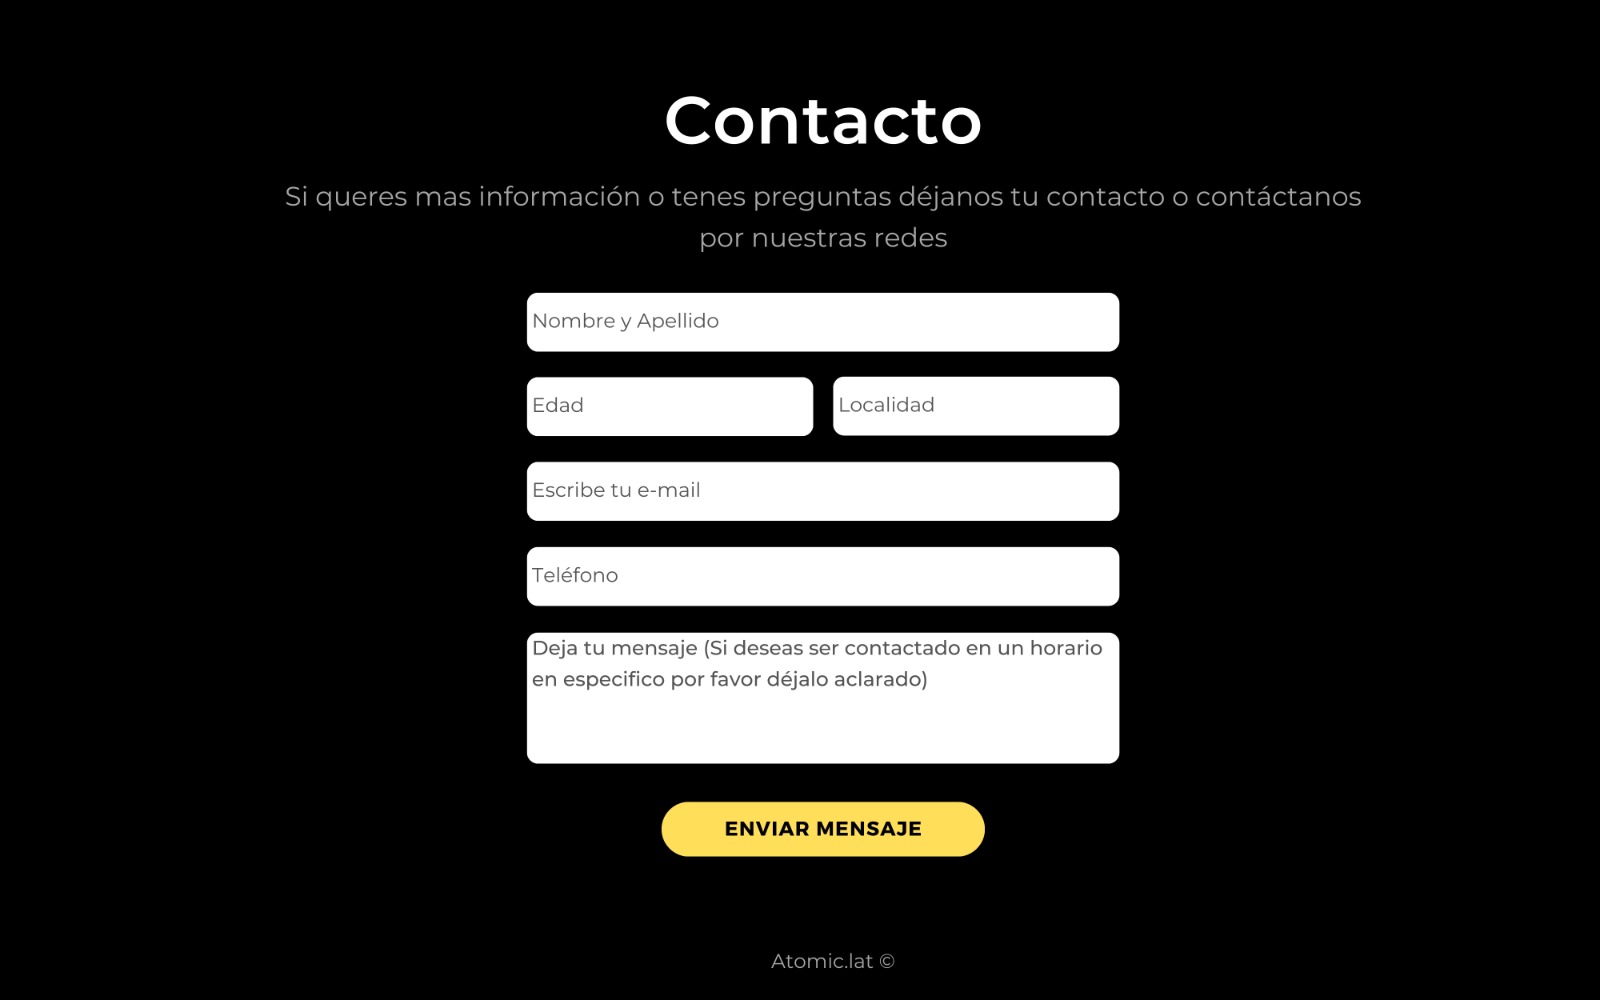 Contacto
Si queres mas información o tenes preguntas déjanos tu contacto o contáctanos
por nuestras redes
Nombre y Apellido
Edad
Localidad
Escribe tu e-mail
Teléfono
Deja tu mensaje (Si deseas ser contactado en un horario
en especifico por favor déjalo aclarado)
ENVIAR MENSAJE
Atomic.lat ©